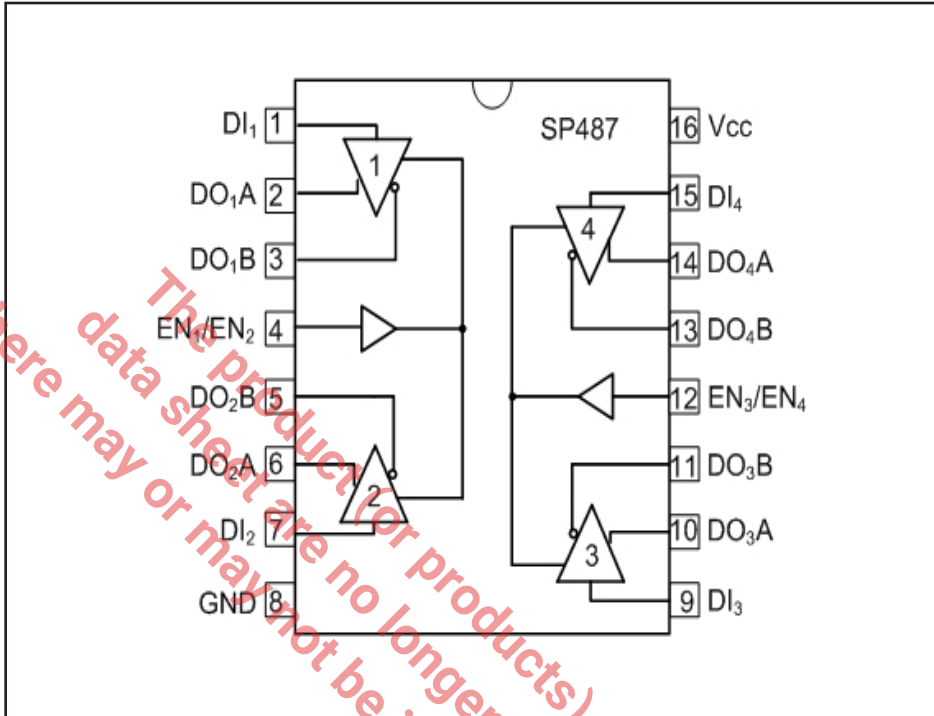 SP487
DI₁ 1
DO₁A 2
DO₁B 3
EN₁/EN₂ 4
DO₂B 5
DO₂A 6
DI₂ 7
GND 8
16 Vcc
15 DI₄
14 DO₄A
13 DO₄B
12 EN₃/EN₄
11 DO₃B
10 DO₃A
9 DI₃
1
2
4
3
The product (or products)
data sheet are no longer
here may or may not be